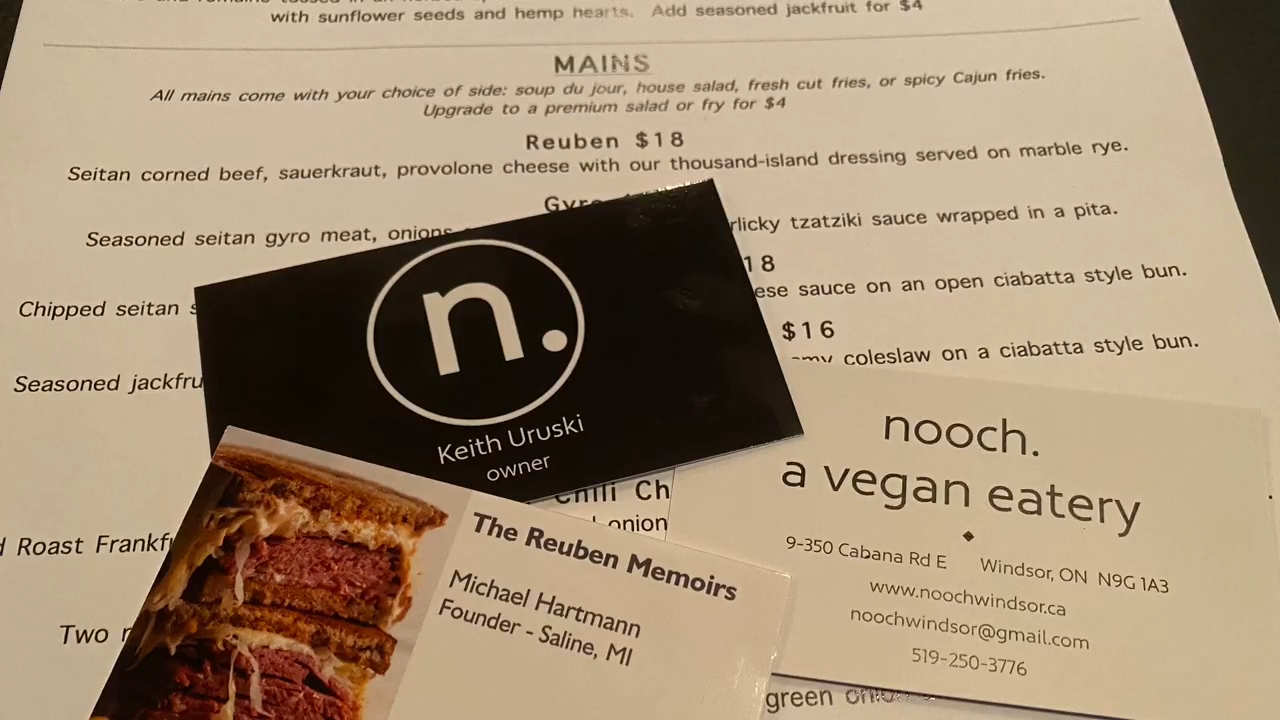 with sunflower seeds and hemp hearts. Add seasoned jackfruit for $4
MAINS
All mains come with your choice of side: soup du jour, house salad, fresh cut fries, or spicy Cajun fries.
Upgrade to a premium salad or fry for $4
Reuben $18
Seitan corned beef, sauerkraut, provolone cheese with our thousand-island dressing served on marble rye.
Seasoned seitan gyro meat, onions
tzatziki sauce wrapped in a pita.
18
sauce on an open ciabatta style bun.
Chipped seitan
$16
coleslaw on a ciabatta style bun.
Seasoned
n.
Keith Uruski
owner
nooch.
a vegan eatery
9-350 Cabana Rd E Windsor, ON N9G 1A3
www.noochwindsor.ca
noochwindsor@gmail.com
519-250-3776
Chili Ch
onion
Roast
Two
The Reuben Memoirs
Michael Hartmann
Founder - Saline, MI
green